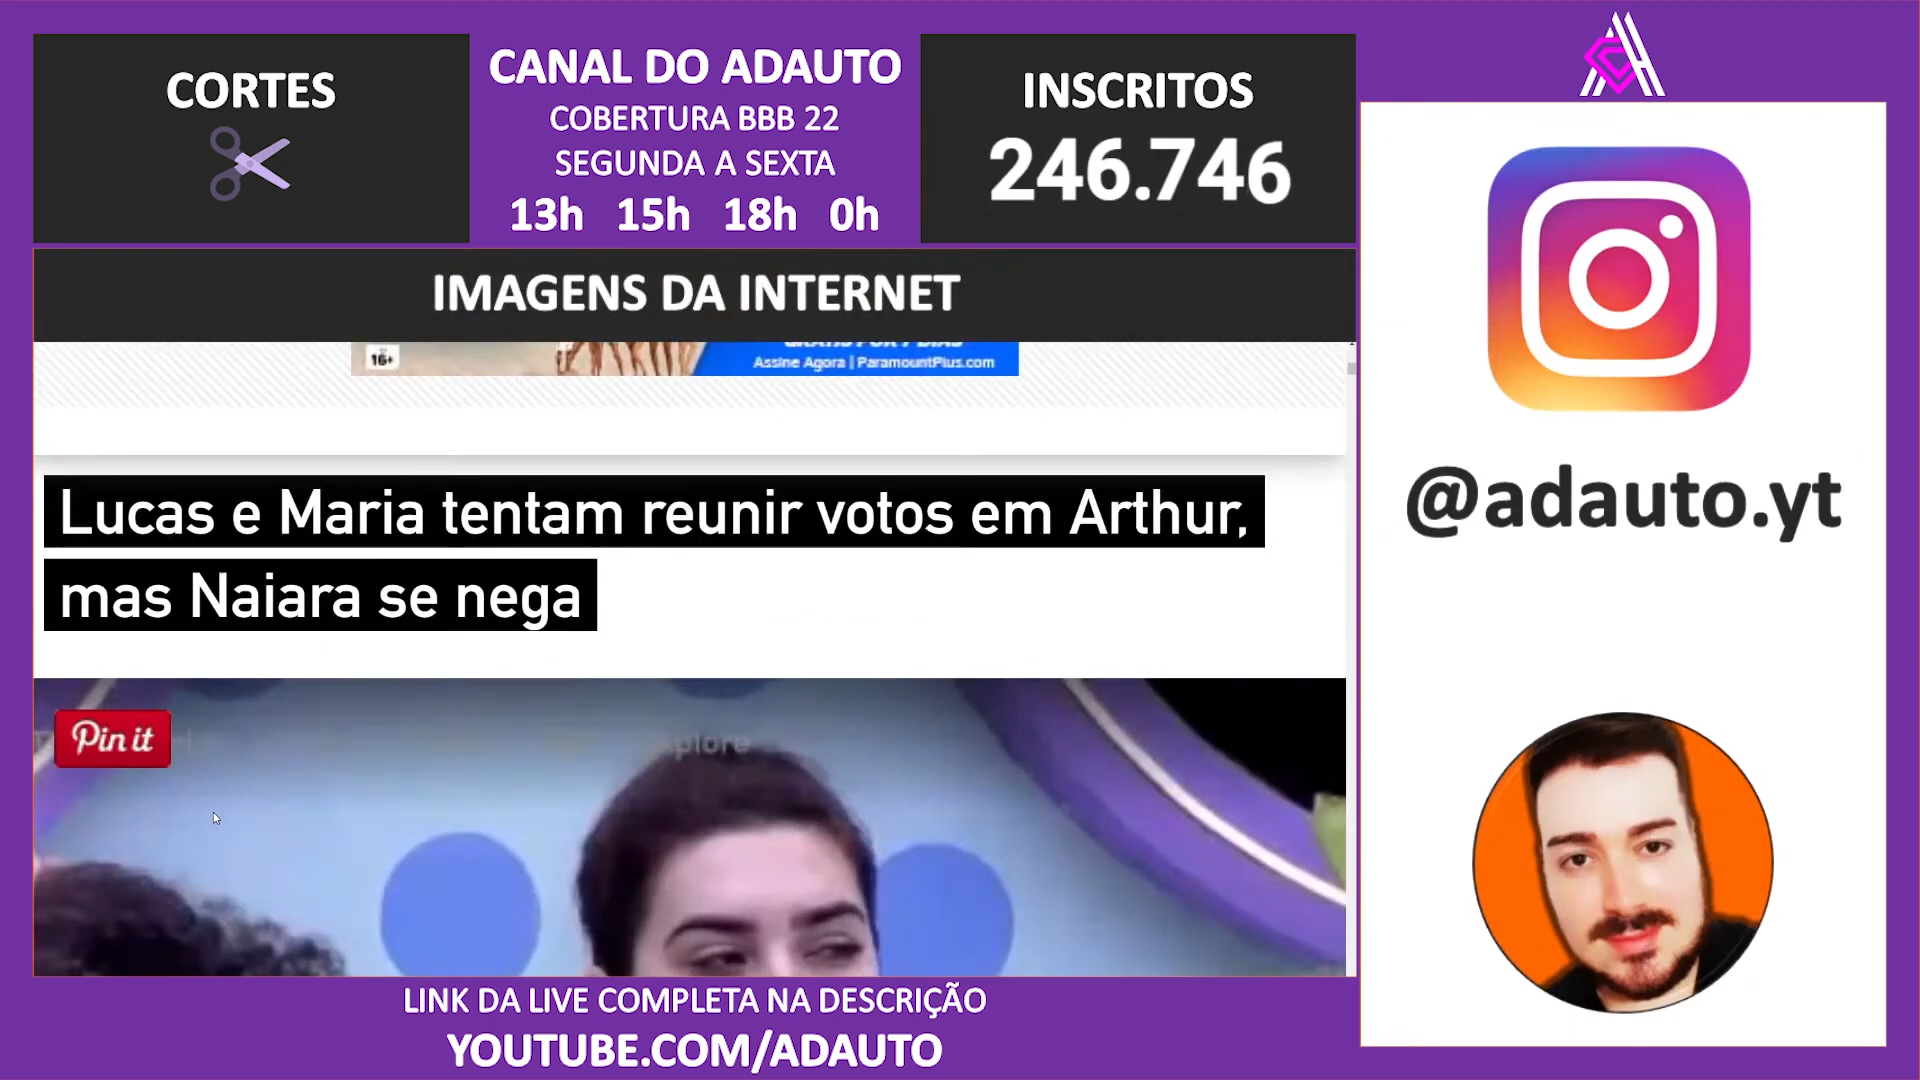 CORTES
CANAL DO ADAUTO
COBERTURA BBB 22
SEGUNDA A SEXTA
13h 15h 18h 0h
INSCRITOS
246.746
IMAGENS DA INTERNET
16+
Assine Agora | ParamountPlus.com
Lucas e Maria tentam reunir votos em Arthur,
mas Naiara se nega
Pin it
@adauto.yt
LINK DA LIVE COMPLETA NA DESCRIÇÃO
YOUTUBE.COM/ADAUTO